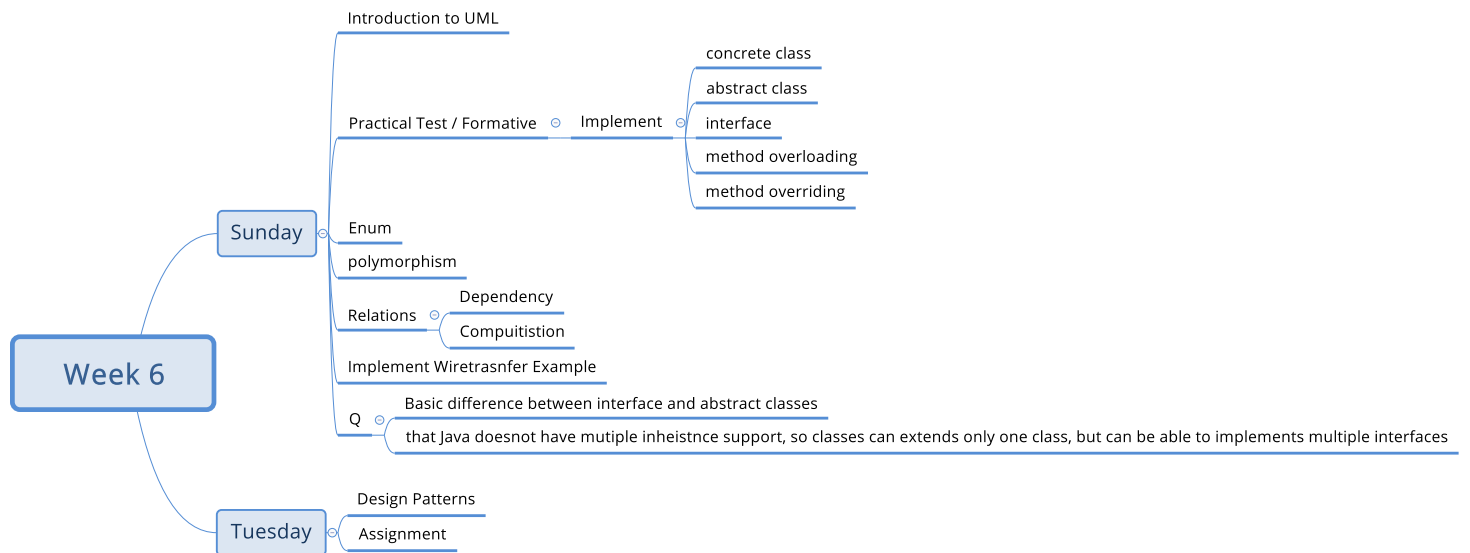 Week 6
Sunday
Introduction to UML
Practical Test / Formative
Implement
concrete class
abstract class
interface
method overloading
method overriding
Enum
polymorphism
Relations
Dependency
Compuitistion
Implement Wiretrasnfer Example
Q
Basic difference between interface and abstract classes
that Java doesnot have mutiple inheistnce support, so classes can extends only one class, but can be able to implements multiple interfaces
Tuesday
Design Patterns
Assignment